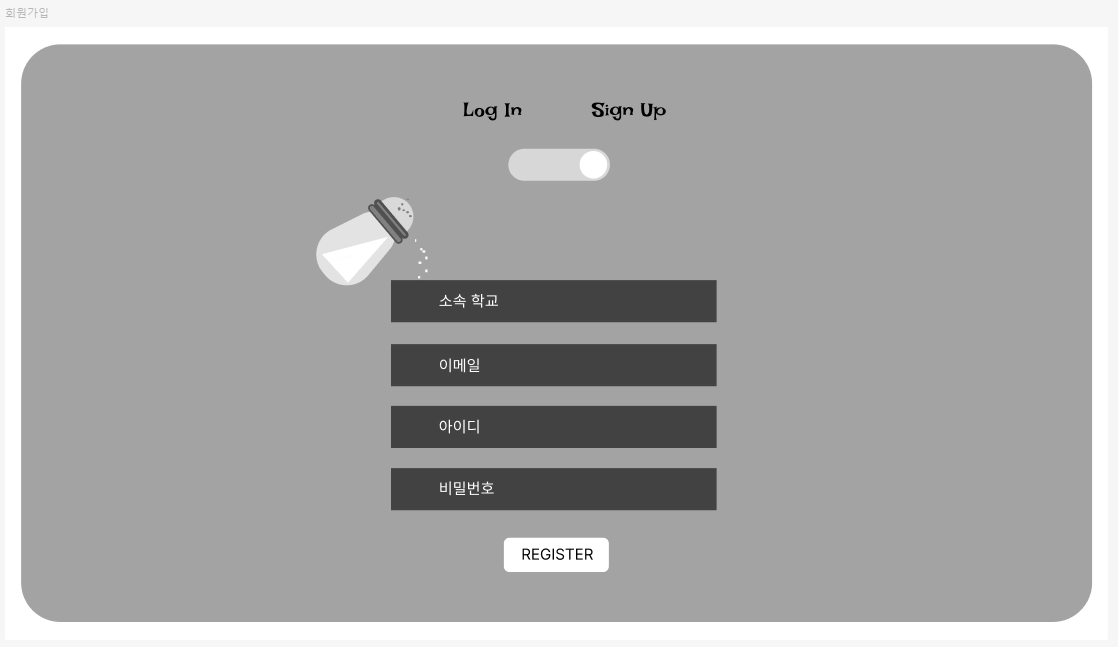 회원가입
Log In Sign Up
소속 학교
이메일
아이디
비밀번호
REGISTER